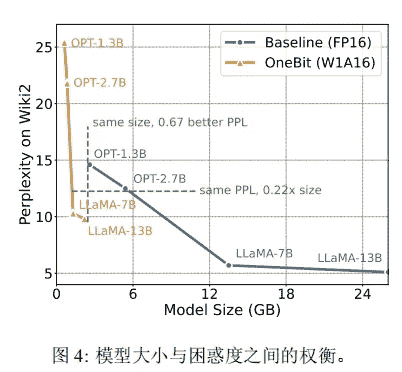 25
20
15
10
5
Perplexity on Wiki2
OPT-1.3B
OPT-2.7B
Baseline (FP16)
OneBit (W1A16)
same size, 0.67 better PPL
OPT-1.3B
OPT-2.7B
same PPL, 0.22x size
LLaMA-7B
LLaMA-13B
LLaMA-7B
LLaMA-13B
0
6
12
18
24
Model Size (GB)
图 4: 模型大小与困惑度之间的权衡。